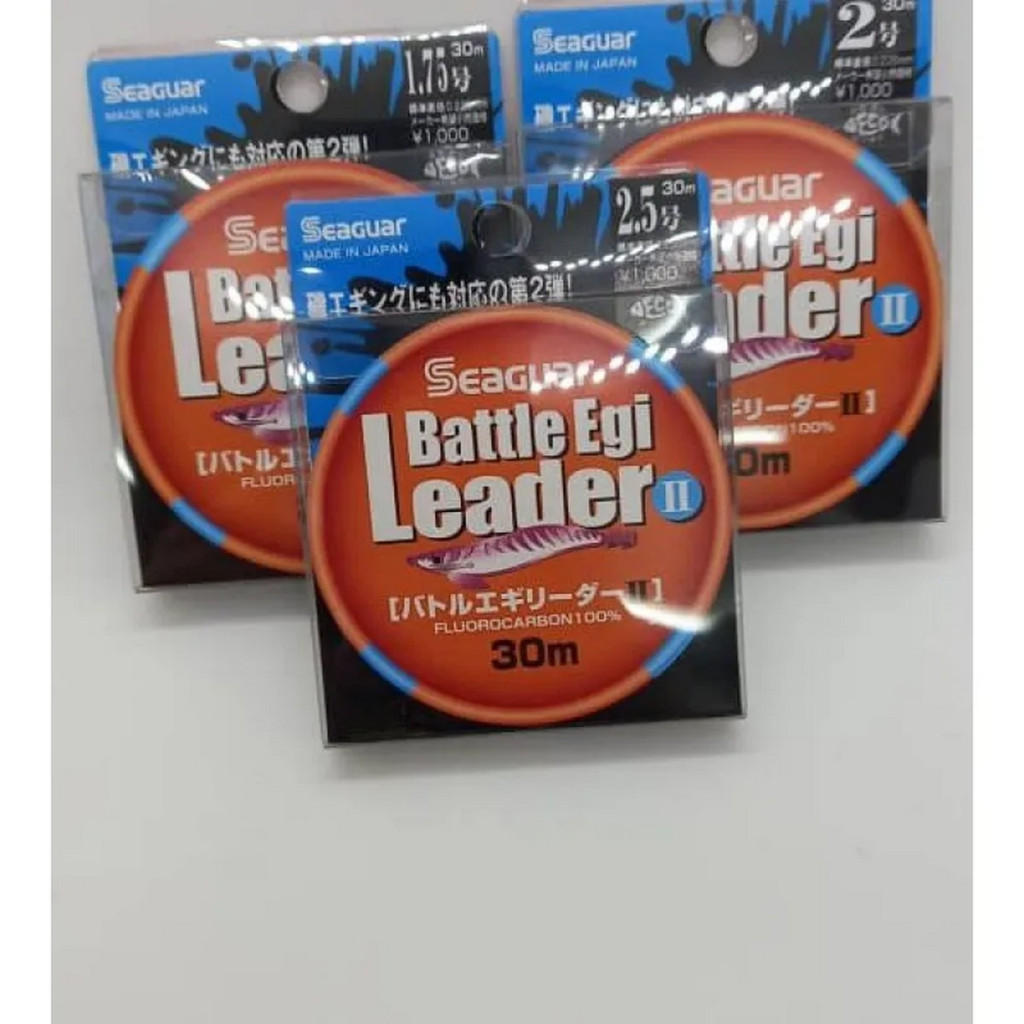 Seaguar
MADE IN JAPAN
1.75号
30m
¥1,000
磯エギングにも対応の第2弾!
Battle
Leader
FLUOR
Seaguar
MADE IN JAPAN
2号
30m
¥1,000
Seaguar
Battle Egi
Leader II
ギリーダーII】
100%
30m
Seaguar
MADE IN JAPAN
2.5号
30m
¥1,000
磯エギングにも対応の第2弾!
Seaguar
Battle Egi
Leader II
【バトルエギリーダーII】
FLUOROCARBON100%
30m